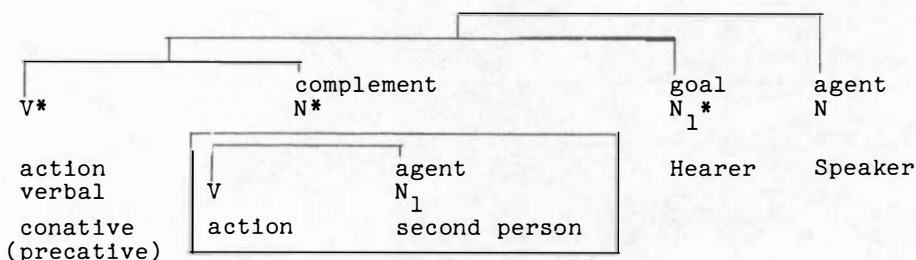 complement goal agent
V* N* N₁* N
action agent Hearer Speaker
verbal V N₁
conative action second person
(precative)